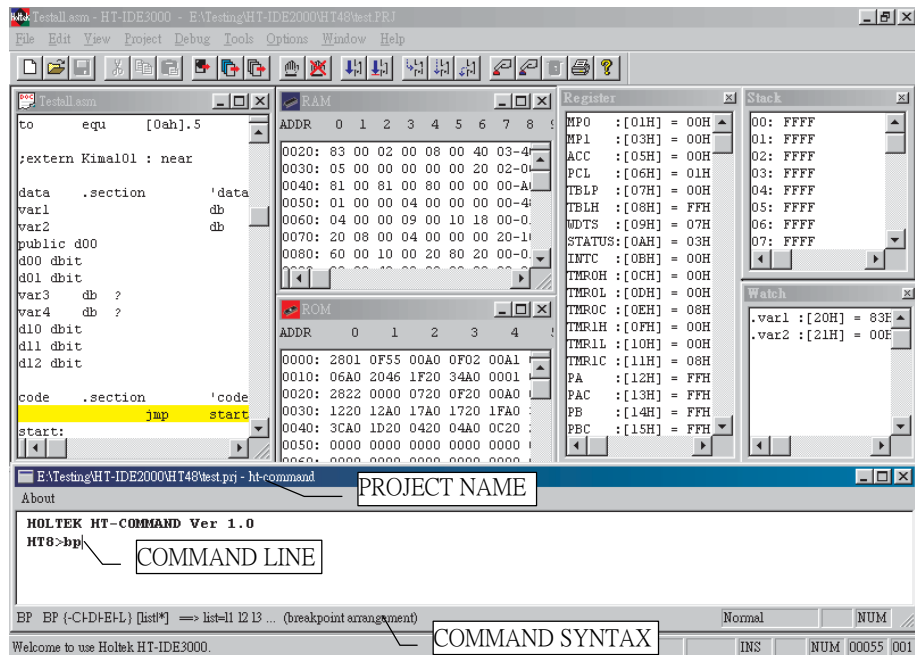 Testall.asm - HT-IDE3000 - E:\Testing\HT-IDE2000\HT48\test.PRJ
File Edit View Project Debug Tools Options Window Help
Testall.asm
to equ [0ah].5
;extern Kimal01 : near
data .section 'data
var1 db
var2 db
public d00
d00 dbit
d01 dbit
var3 db ?
var4 db ?
d10 dbit
d11 dbit
d12 dbit
code .section 'code
jmp start
start:
RAM
ADDR 0 1 2 3 4 5 6 7 8
0020: 83 00 02 00 08 00 40 03-4
0030: 05 00 00 00 00 00 20 02-0
0040: 81 00 81 00 80 00 00 00-A
0050: 01 00 00 04 00 00 00 00-4
0060: 04 00 00 09 00 10 18 00-0
0070: 20 08 00 04 00 00 00 20-1
0080: 60 00 10 00 20 80 20 00-0
ROM
ADDR 0 1 2 3 4
0000: 2801 0F55 00A0 0F02 00A1
0010: 06A0 2046 1F20 34A0 0001
0020: 2822 0000 0720 0F20 00A0
0030: 1220 12A0 17A0 1720 1FA0
0040: 3CA0 1D20 0420 04A0 0C20
0050: 0000 0000 0000 0000 0000
0060: 0000 0000 0000 0000 0000
Register
MP0 :[01H] = 00H
MP1 :[03H] = 00H
ACC :[05H] = 00H
PCL :[06H] = 01H
TBLP :[07H] = 00H
TBLH :[08H] = FFH
WDTS :[09H] = 07H
STATUS:[0AH] = 03H
INTC :[0BH] = 00H
TMR0H :[0CH] = 00H
TMR0L :[0DH] = 00H
TMR0C :[0EH] = 08H
TMR1H :[0FH] = 00H
TMR1L :[10H] = 00H
TMR1C :[11H] = 08H
PA :[12H] = FFH
PAC :[13H] = FFH
PB :[14H] = FFH
PBC :[15H] = FFH
Stack
00: FFFF
01: FFFF
02: FFFF
03: FFFF
04: FFFF
05: FFFF
06: FFFF
07: FFFF
Watch
.var1 :[20H] = 83H
.var2 :[21H] = 00H
E:\Testing\HT-IDE2000\HT48\test.prj - ht-command
PROJECT NAME
About
HOLTEK HT-COMMAND Ver 1.0
HT8>bp
COMMAND LINE
BP BP {-C|-D|-E|-L} [list|*] ==> list=l1 l2 l3 ... (breakpoint arrangement)
Normal NUM
COMMAND SYNTAX
Welcome to use Holtek HT-IDE3000.
INS NUM 00055 001